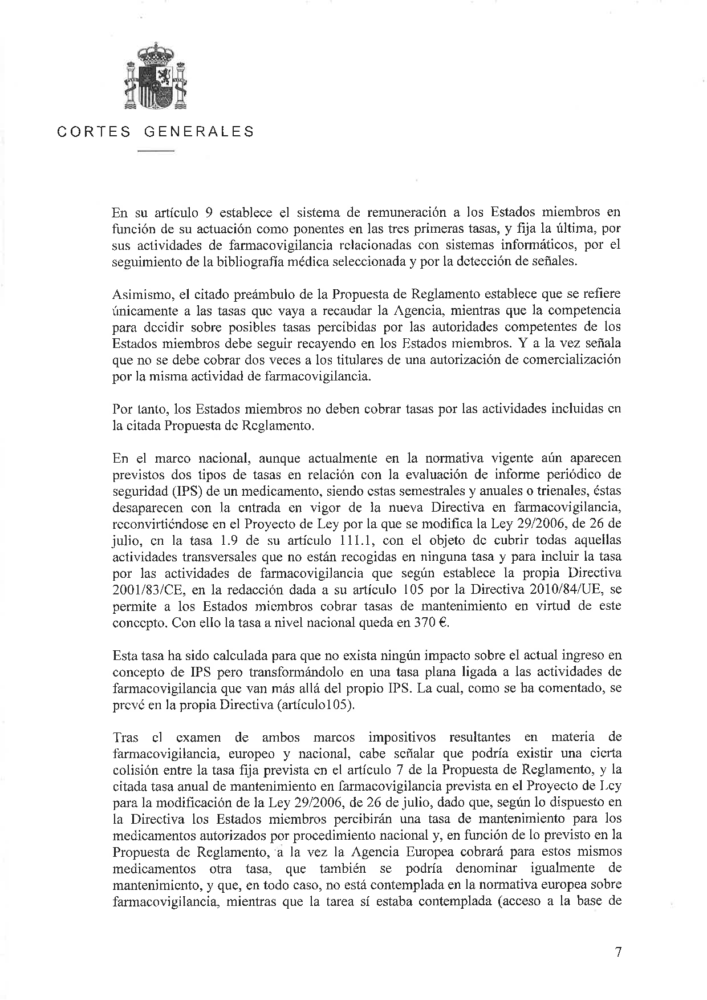 CORTES GENERALES
En su artículo 9 establece el sistema de remuneración a los Estados miembros en
función de su actuación como ponentes en las tres primeras tasas, y fija la última, por
sus actividades de farmacovigilancia relacionadas con sistemas informáticos, por el
seguimiento de la bibliografía médica seleccionada y por la detección de señales.
Asimismo, el citado preámbulo de la Propuesta de Reglamento establece que se refiere
únicamente a las tasas que vaya a recaudar la Agencia, mientras que la competencia
para decidir sobre posibles tasas percibidas por las autoridades competentes de los
Estados miembros debe seguir recayendo en los Estados miembros. Y a la vez señala
que no se debe cobrar dos veces a los titulares de una autorización de comercialización
por la misma actividad de farmacovigilancia.
Por tanto, los Estados miembros no deben cobrar tasas por las actividades incluidas en
la citada Propuesta de Reglamento.
En el marco nacional, aunque actualmente en la normativa vigente aún aparecen
previstos dos tipos de tasas en relación con la evaluación de informe periódico de
seguridad (IPS) de un medicamento, siendo estas semestrales y anuales o trienales, éstas
desaparecen con la entrada en vigor de la nueva Directiva en farmacovigilancia,
reconvirtiéndose en el Proyecto de Ley por la que se modifica la Ley 29/2006, de 26 de
julio, en la tasa 1.9 de su artículo 111.1, con el objeto de cubrir todas aquellas
actividades transversales que no están recogidas en ninguna tasa y para incluir la tasa
por las actividades de farmacovigilancia que según establece la propia Directiva
2001/83/CE, en la redacción dada a su artículo 105 por la Directiva 2010/84/UE, se
permite a los Estados miembros cobrar tasas de mantenimiento en virtud de este
concepto. Con ello la tasa a nivel nacional queda en 370 €.
Esta tasa ha sido calculada para que no exista ningún impacto sobre el actual ingreso en
concepto de IPS pero transformándolo en una tasa plana ligada a las actividades de
farmacovigilancia que van más allá del propio IPS. La cual, como se ha comentado, se
prevé en la propia Directiva (artículo105).
Tras el examen de ambos marcos impositivos resultantes en materia de
farmacovigilancia, europeo y nacional, cabe señalar que podría existir una cierta
colisión entre la tasa fija prevista en el artículo 7 de la Propuesta de Reglamento, y la
citada tasa anual de mantenimiento en farmacovigilancia prevista en el Proyecto de Ley
para la modificación de la Ley 29/2006, de 26 de julio, dado que, según lo dispuesto en
la Directiva los Estados miembros percibirán una tasa de mantenimiento para los
medicamentos autorizados por procedimiento nacional y, en función de lo previsto en la
Propuesta de Reglamento, a la vez la Agencia Europea cobrará para estos mismos
medicamentos otra tasa, que también se podría denominar igualmente de
mantenimiento, y que, en todo caso, no está contemplada en la normativa europea sobre
farmacovigilancia, mientras que la tarea sí estaba contemplada (acceso a la base de
7